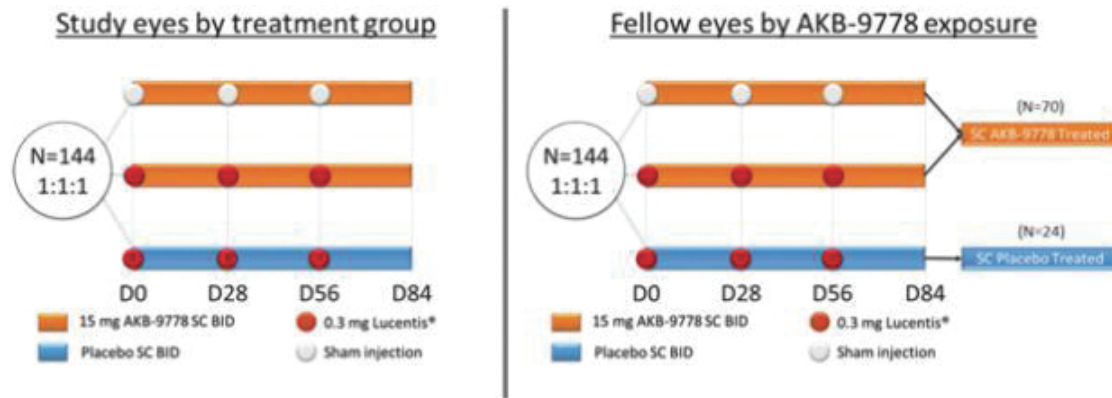 Study eyes by treatment group
N=144
1:1:1
D0 D28 D56 D84
15 mg AKB-9778 SC BID
0.3 mg Lucentis®
Placebo SC BID
Sham injection
Fellow eyes by AKB-9778 exposure
N=144
1:1:1
(N=70)
SC AKB-9778 Treated
(N=24)
SC Placebo Treated
D0 D28 D56 D84
15 mg AKB-9778 SC BID
0.3 mg Lucentis®
Placebo SC BID
Sham injection